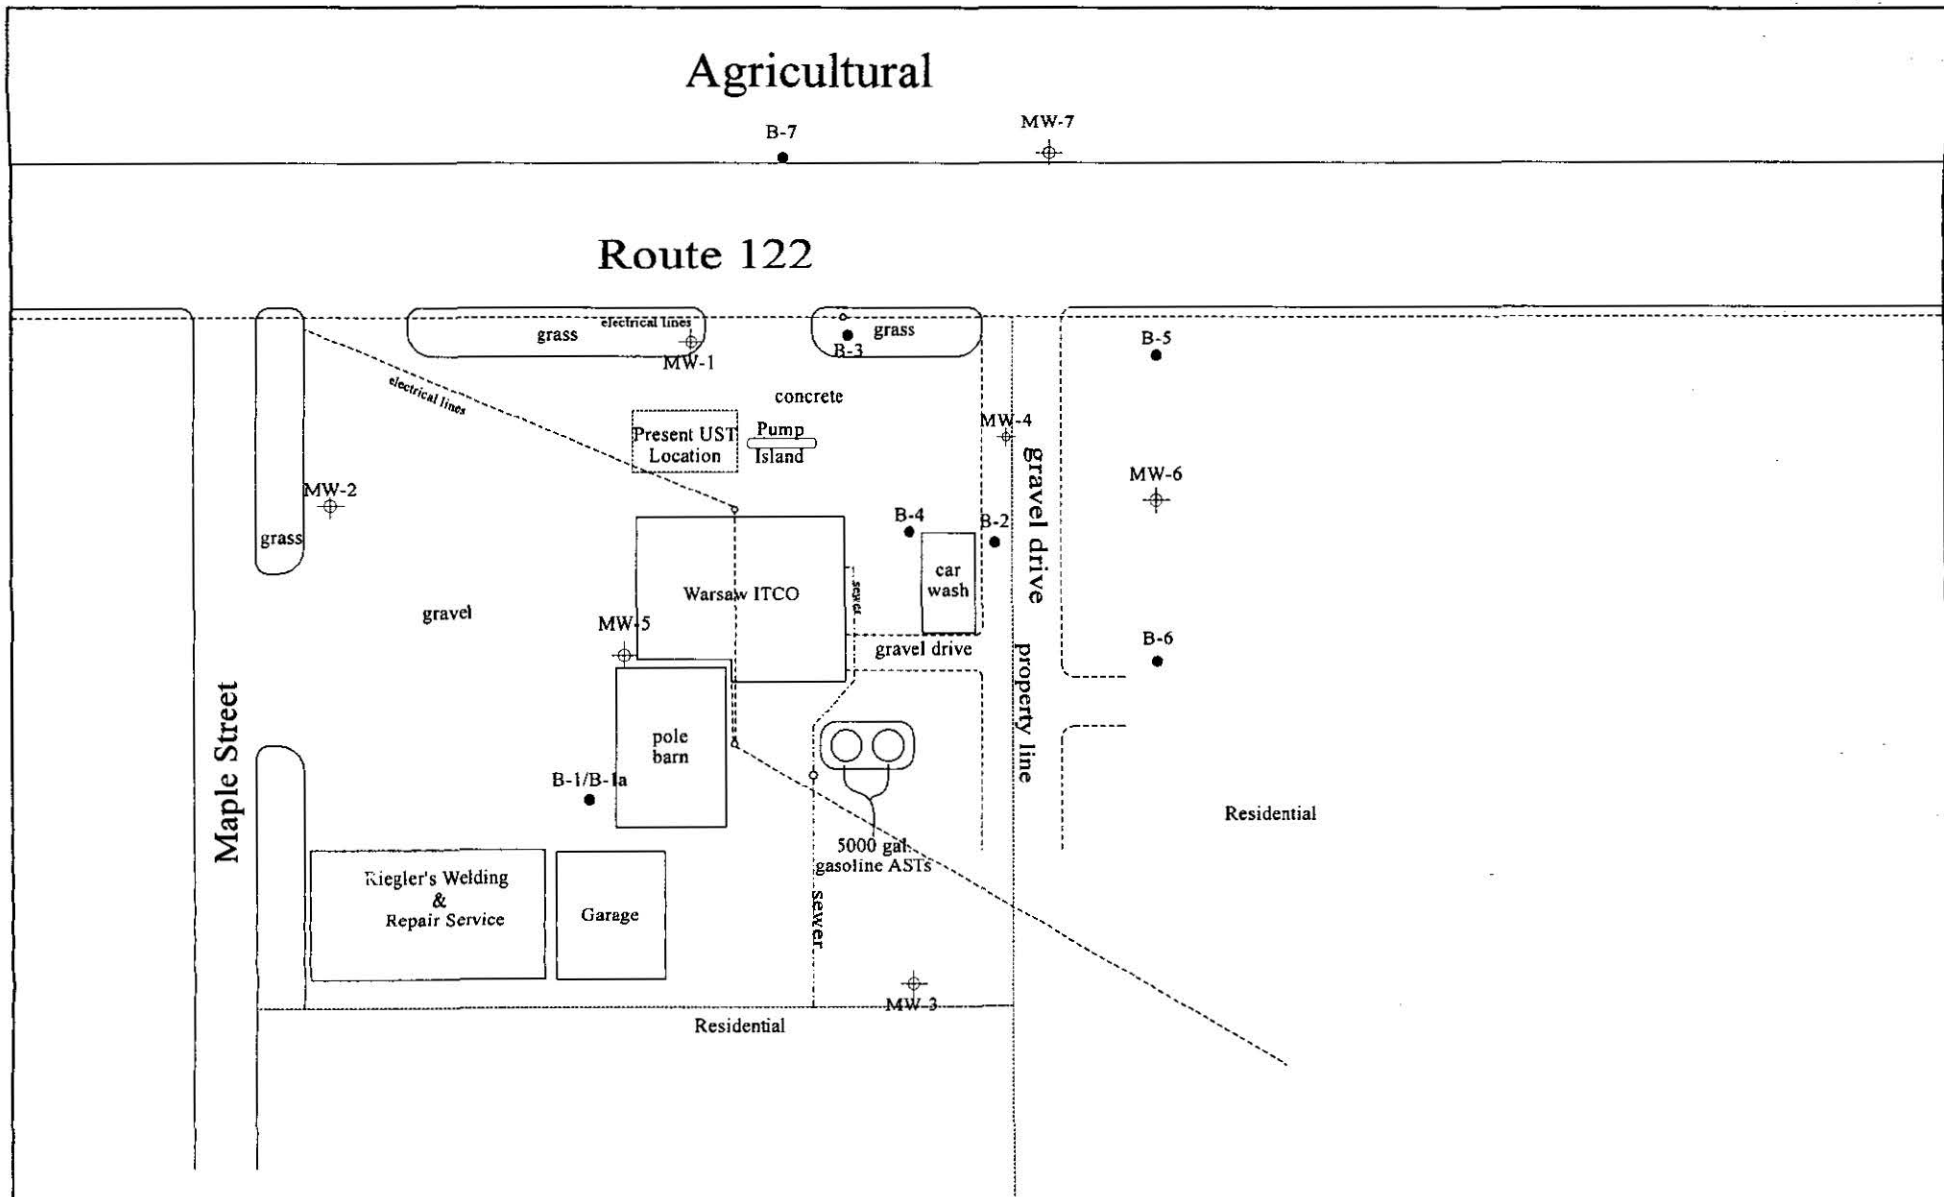 Agricultural
B-7
MW-7
Route 122
electrical lines
grass
MW-1
grass
B-3
B-5
electrical lines
concrete
MW-4
Present UST
Location
Pump
Island
gravel drive
MW-6
MW-2
grass
B-4
B-2
car
wash
Warsaw ITCO
sewer
gravel
MW-5
gravel drive
B-6
property line
Maple Street
pole
barn
B-1/B-1a
Residential
5000 gal.
gasoline ASTs
Riegler's Welding
&
Repair Service
Garage
sewer
MW-3
Residential